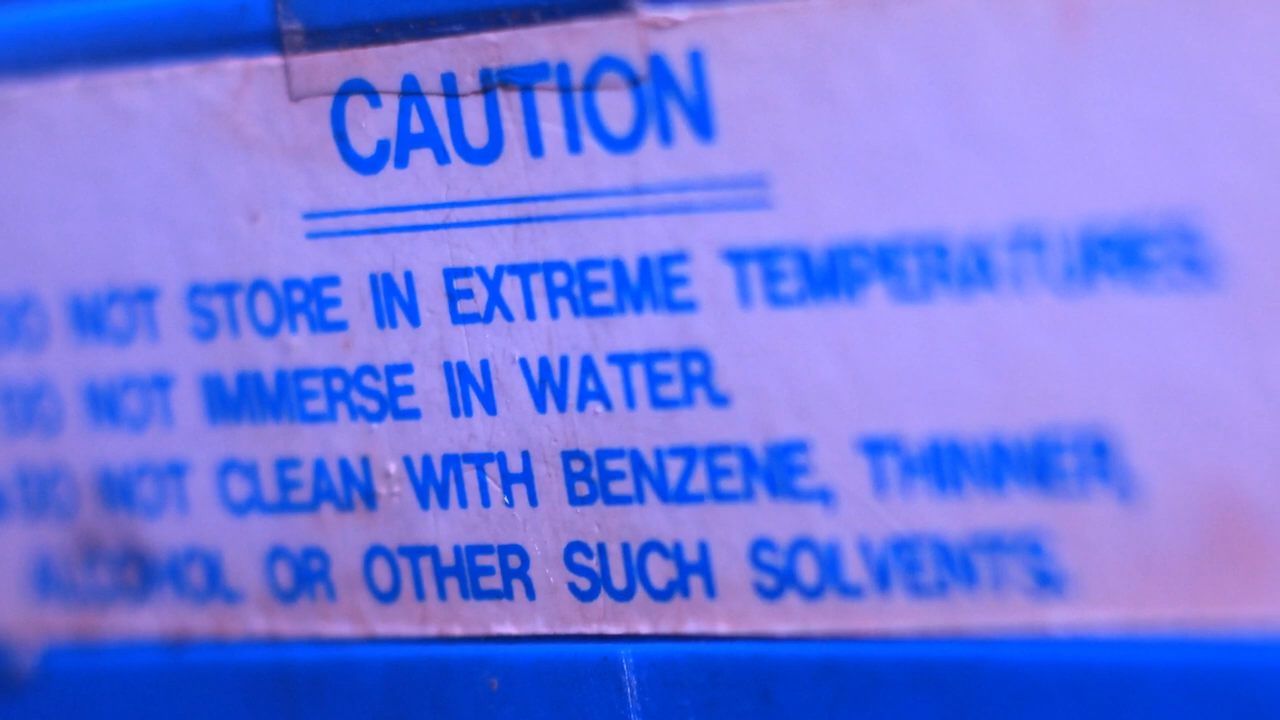 CAUTION
DO NOT STORE IN EXTREME TEMPERATURES.
DO NOT IMMERSE IN WATER.
DO NOT CLEAN WITH BENZENE, THINNER,
ALCOHOL OR OTHER SUCH SOLVENTS.